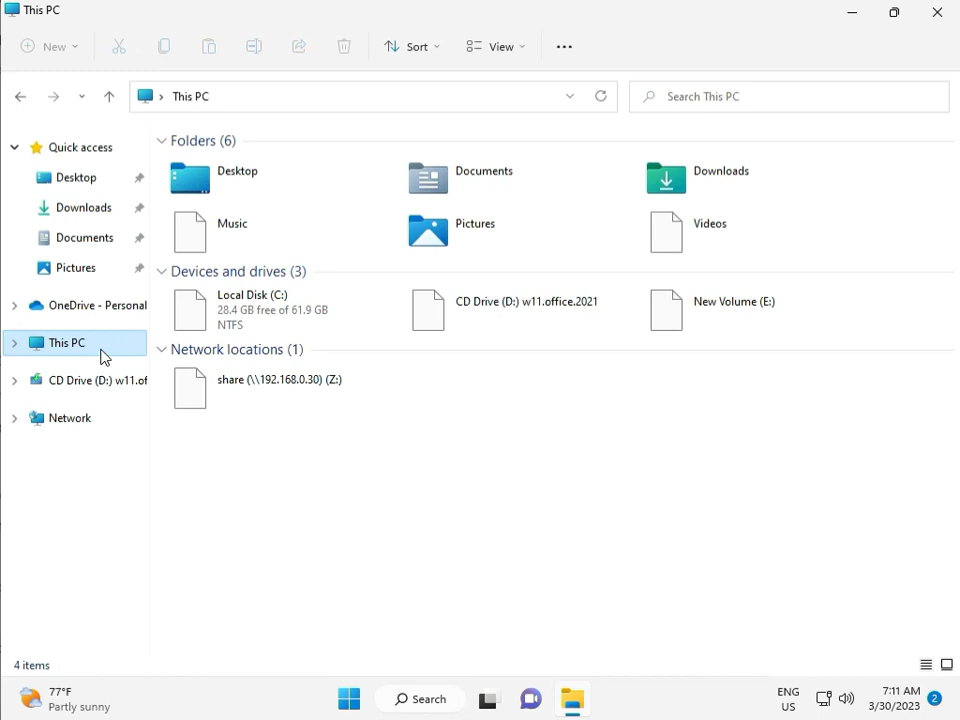 This PC
New
Sort
View
This PC
Search This PC
Quick access
Desktop
Downloads
Documents
Pictures
OneDrive - Personal
This PC
CD Drive (D:) w11.of
Network
Folders (6)
Desktop
Documents
Downloads
Music
Pictures
Videos
Devices and drives (3)
Local Disk (C:)
28.4 GB free of 61.9 GB
NTFS
CD Drive (D:) w11.office.2021
New Volume (E:)
Network locations (1)
share (\\192.168.0.30) (Z:)
4 items
77°F
Partly sunny
Search
ENG
US
7:11 AM
3/30/2023
2